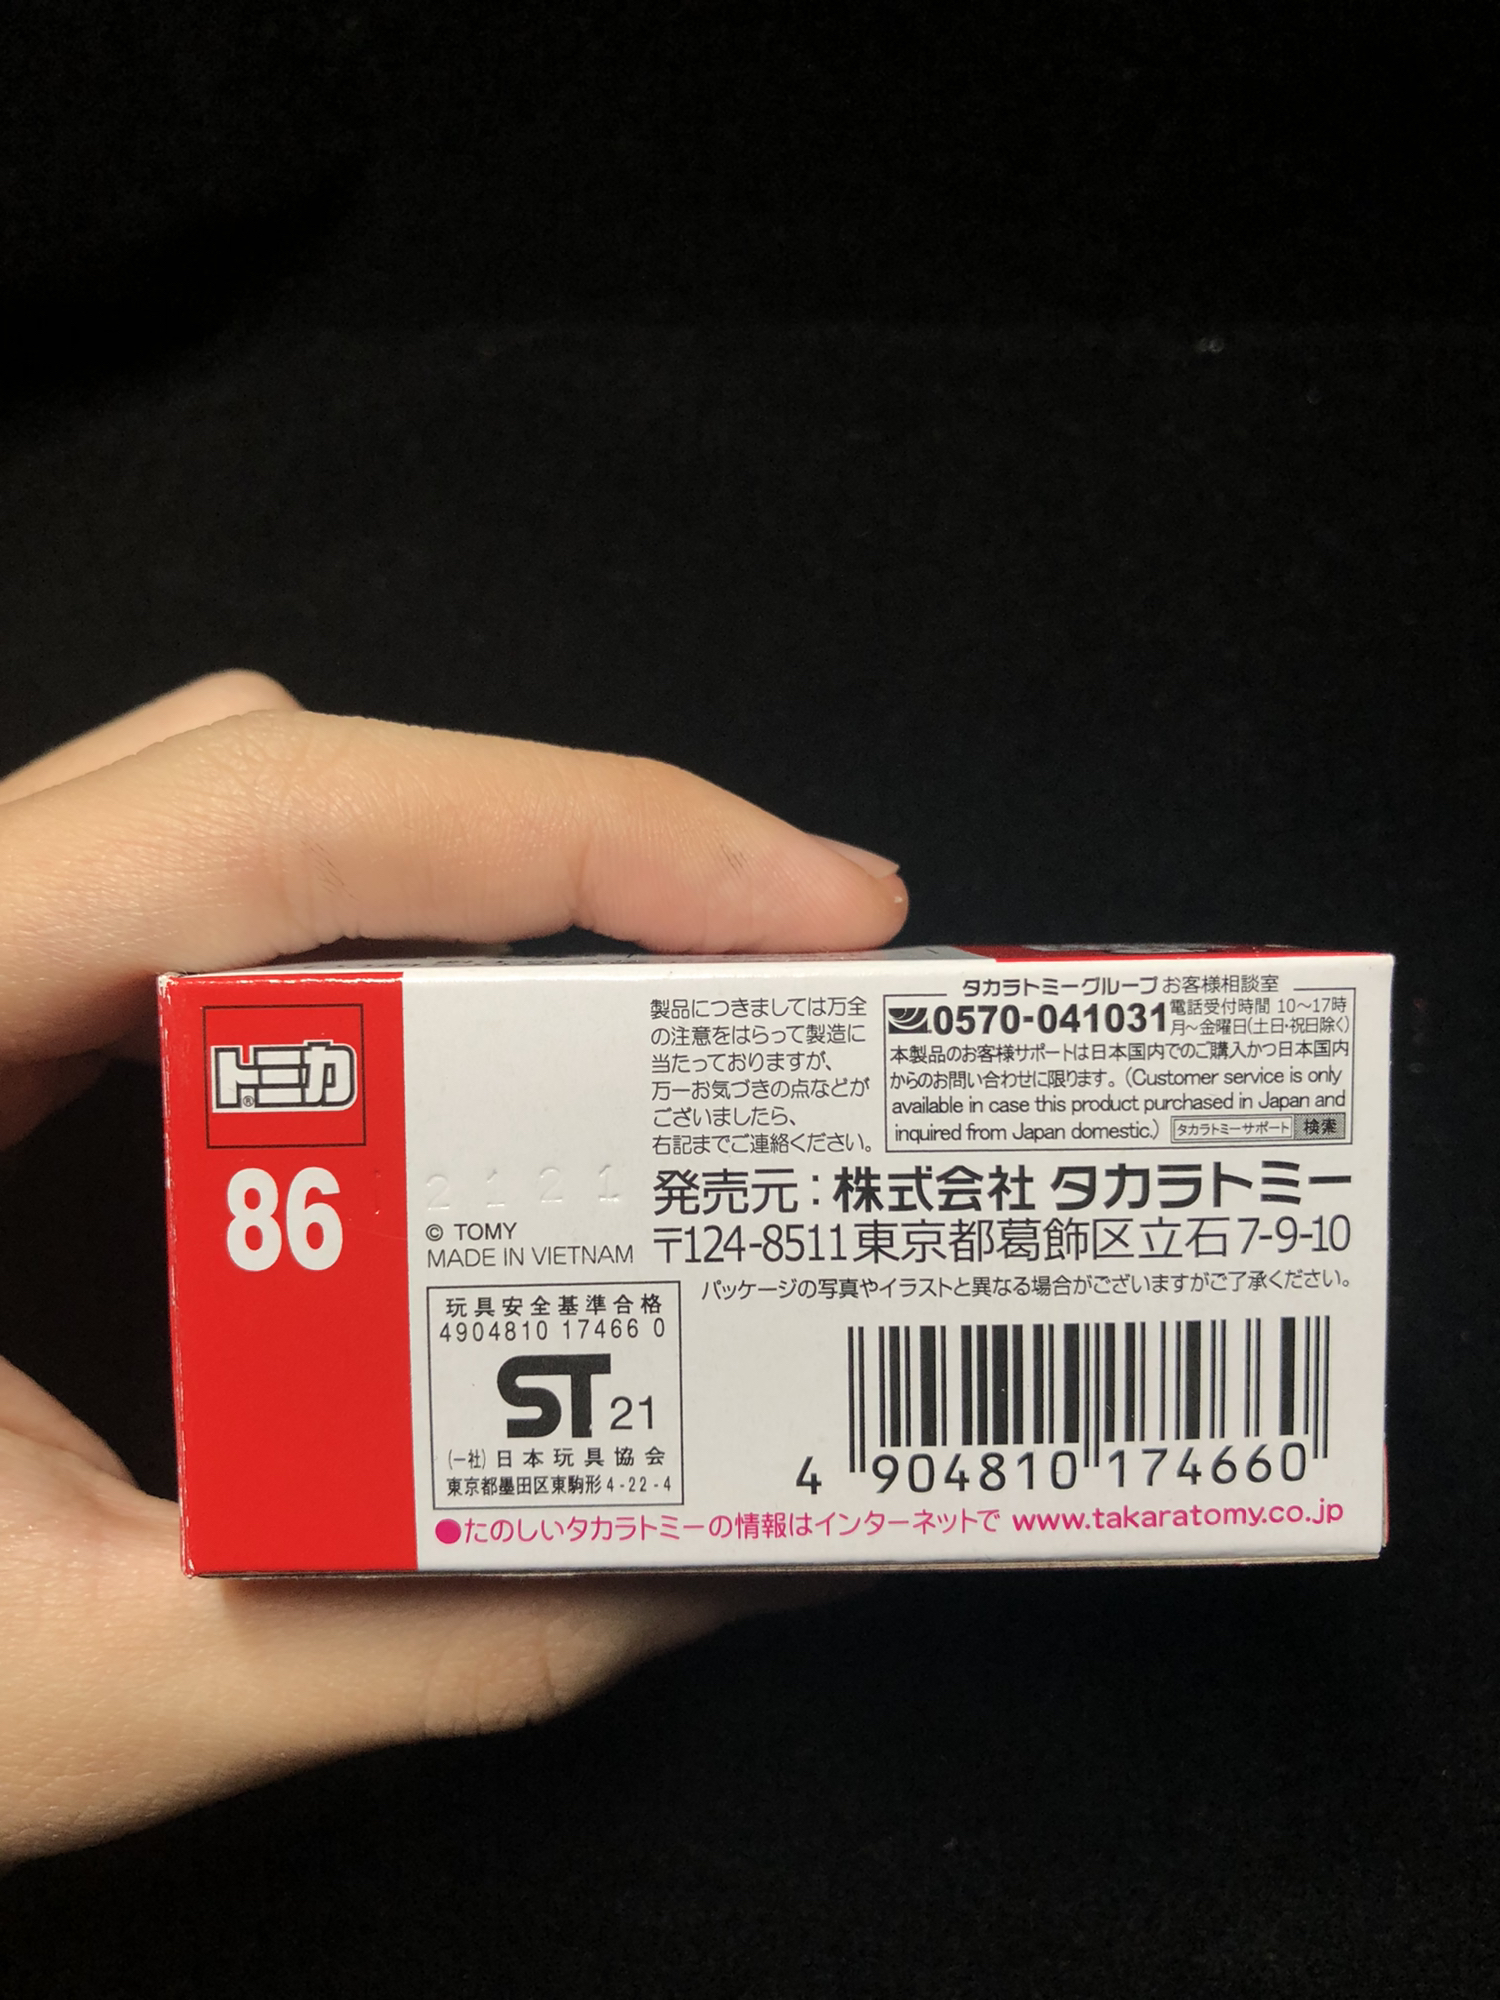 トミカ
®
86
2121
© TOMY
MADE IN VIETNAM
玩具安全基準合格
4904810 17466 0
ST 21
(一社)日本玩具協会
東京都墨田区東駒形4-22-4
製品につきましては万全
の注意をはらって製造に
当たっておりますが、
万一お気づきの点などが
ございましたら、
右記までご連絡ください。
タカラトミーグループお客様相談室
0570-041031
電話受付時間 10〜17時
月〜金曜日(土日・祝日除く)
本製品のお客様サポートは日本国内でのご購入かつ日本国内
からのお問い合わせに限ります。(Customer service is only
available in case this product purchased in Japan and
inquired from Japan domestic.) タカラトミーサポート 検索
発売元:株式会社 タカラトミー
〒124-8511東京都葛飾区立石7-9-10
パッケージの写真やイラストと異なる場合がございますがご了承ください。
4 904810 174660
●たのしいタカラトミーの情報はインターネットで www.takaratomy.co.jp